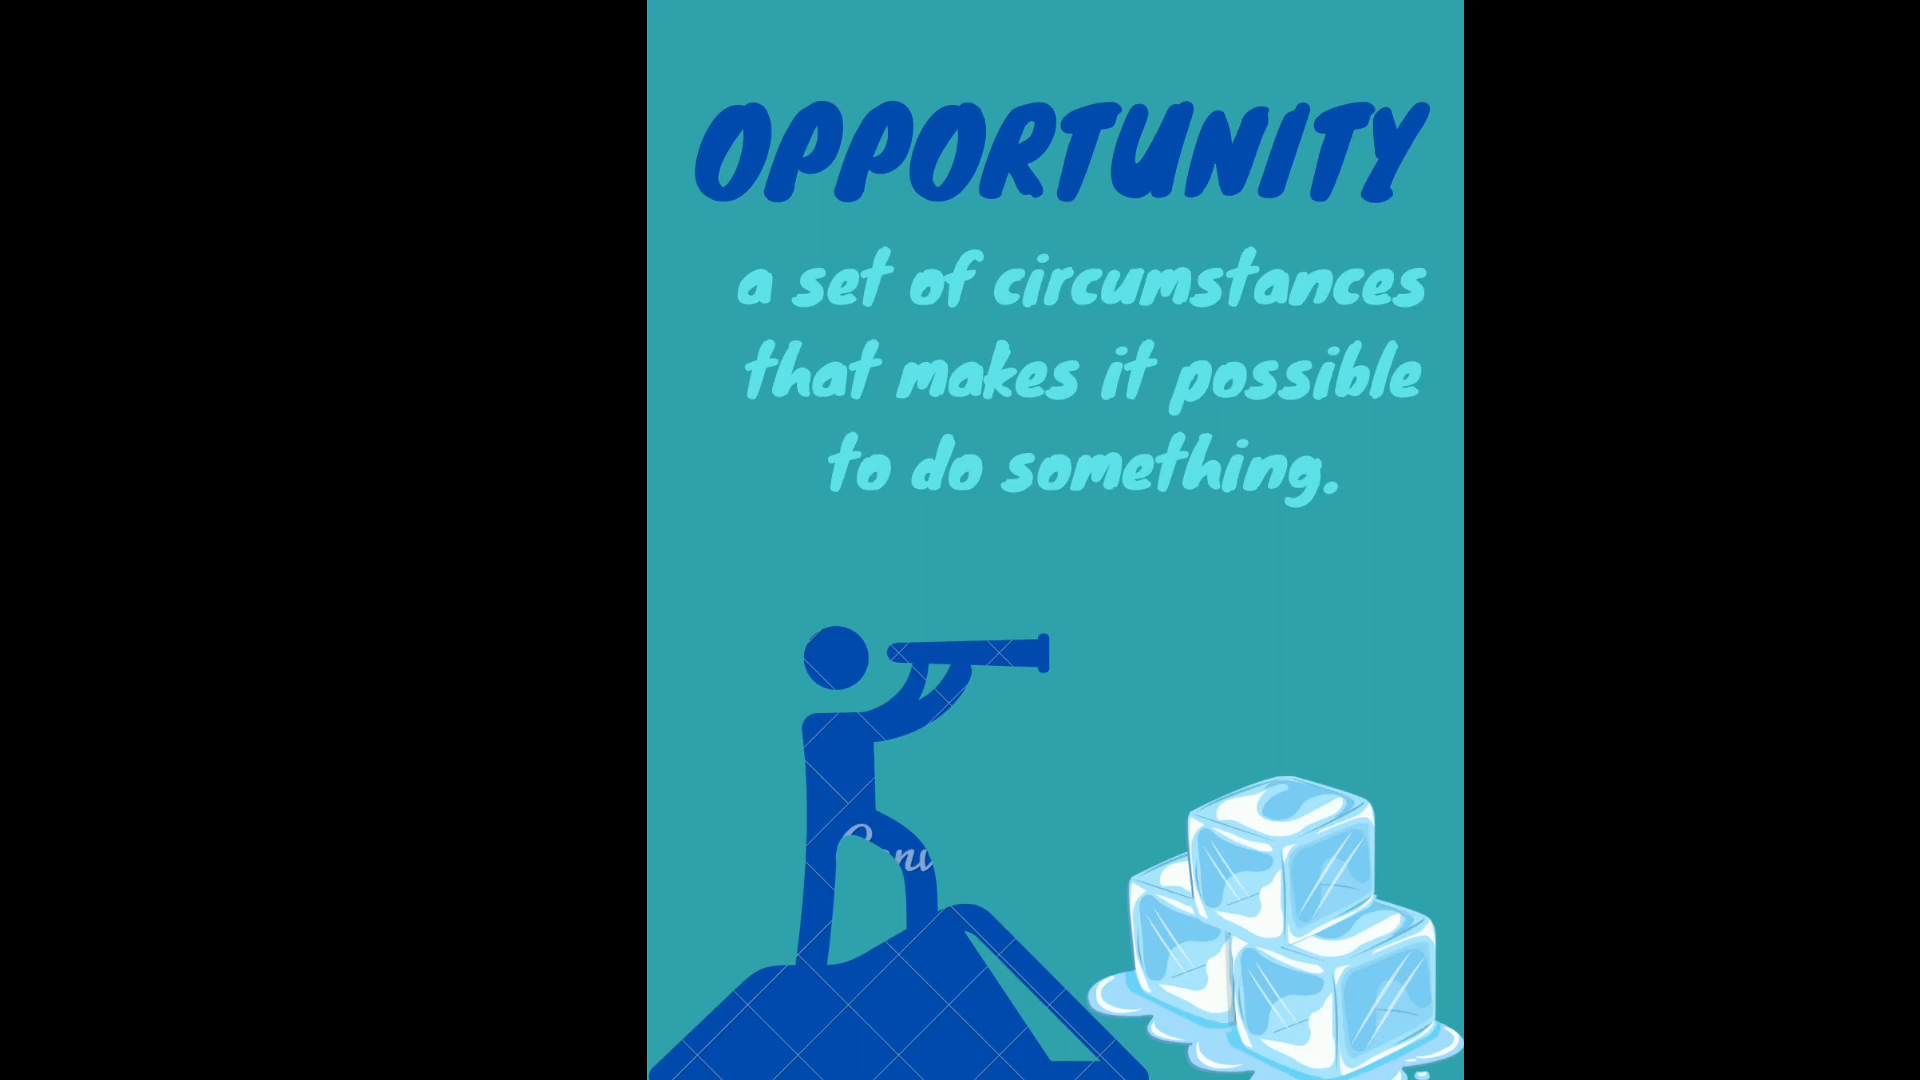 OPPORTUNITY
a set of circumstances
that makes it possible
to do something.